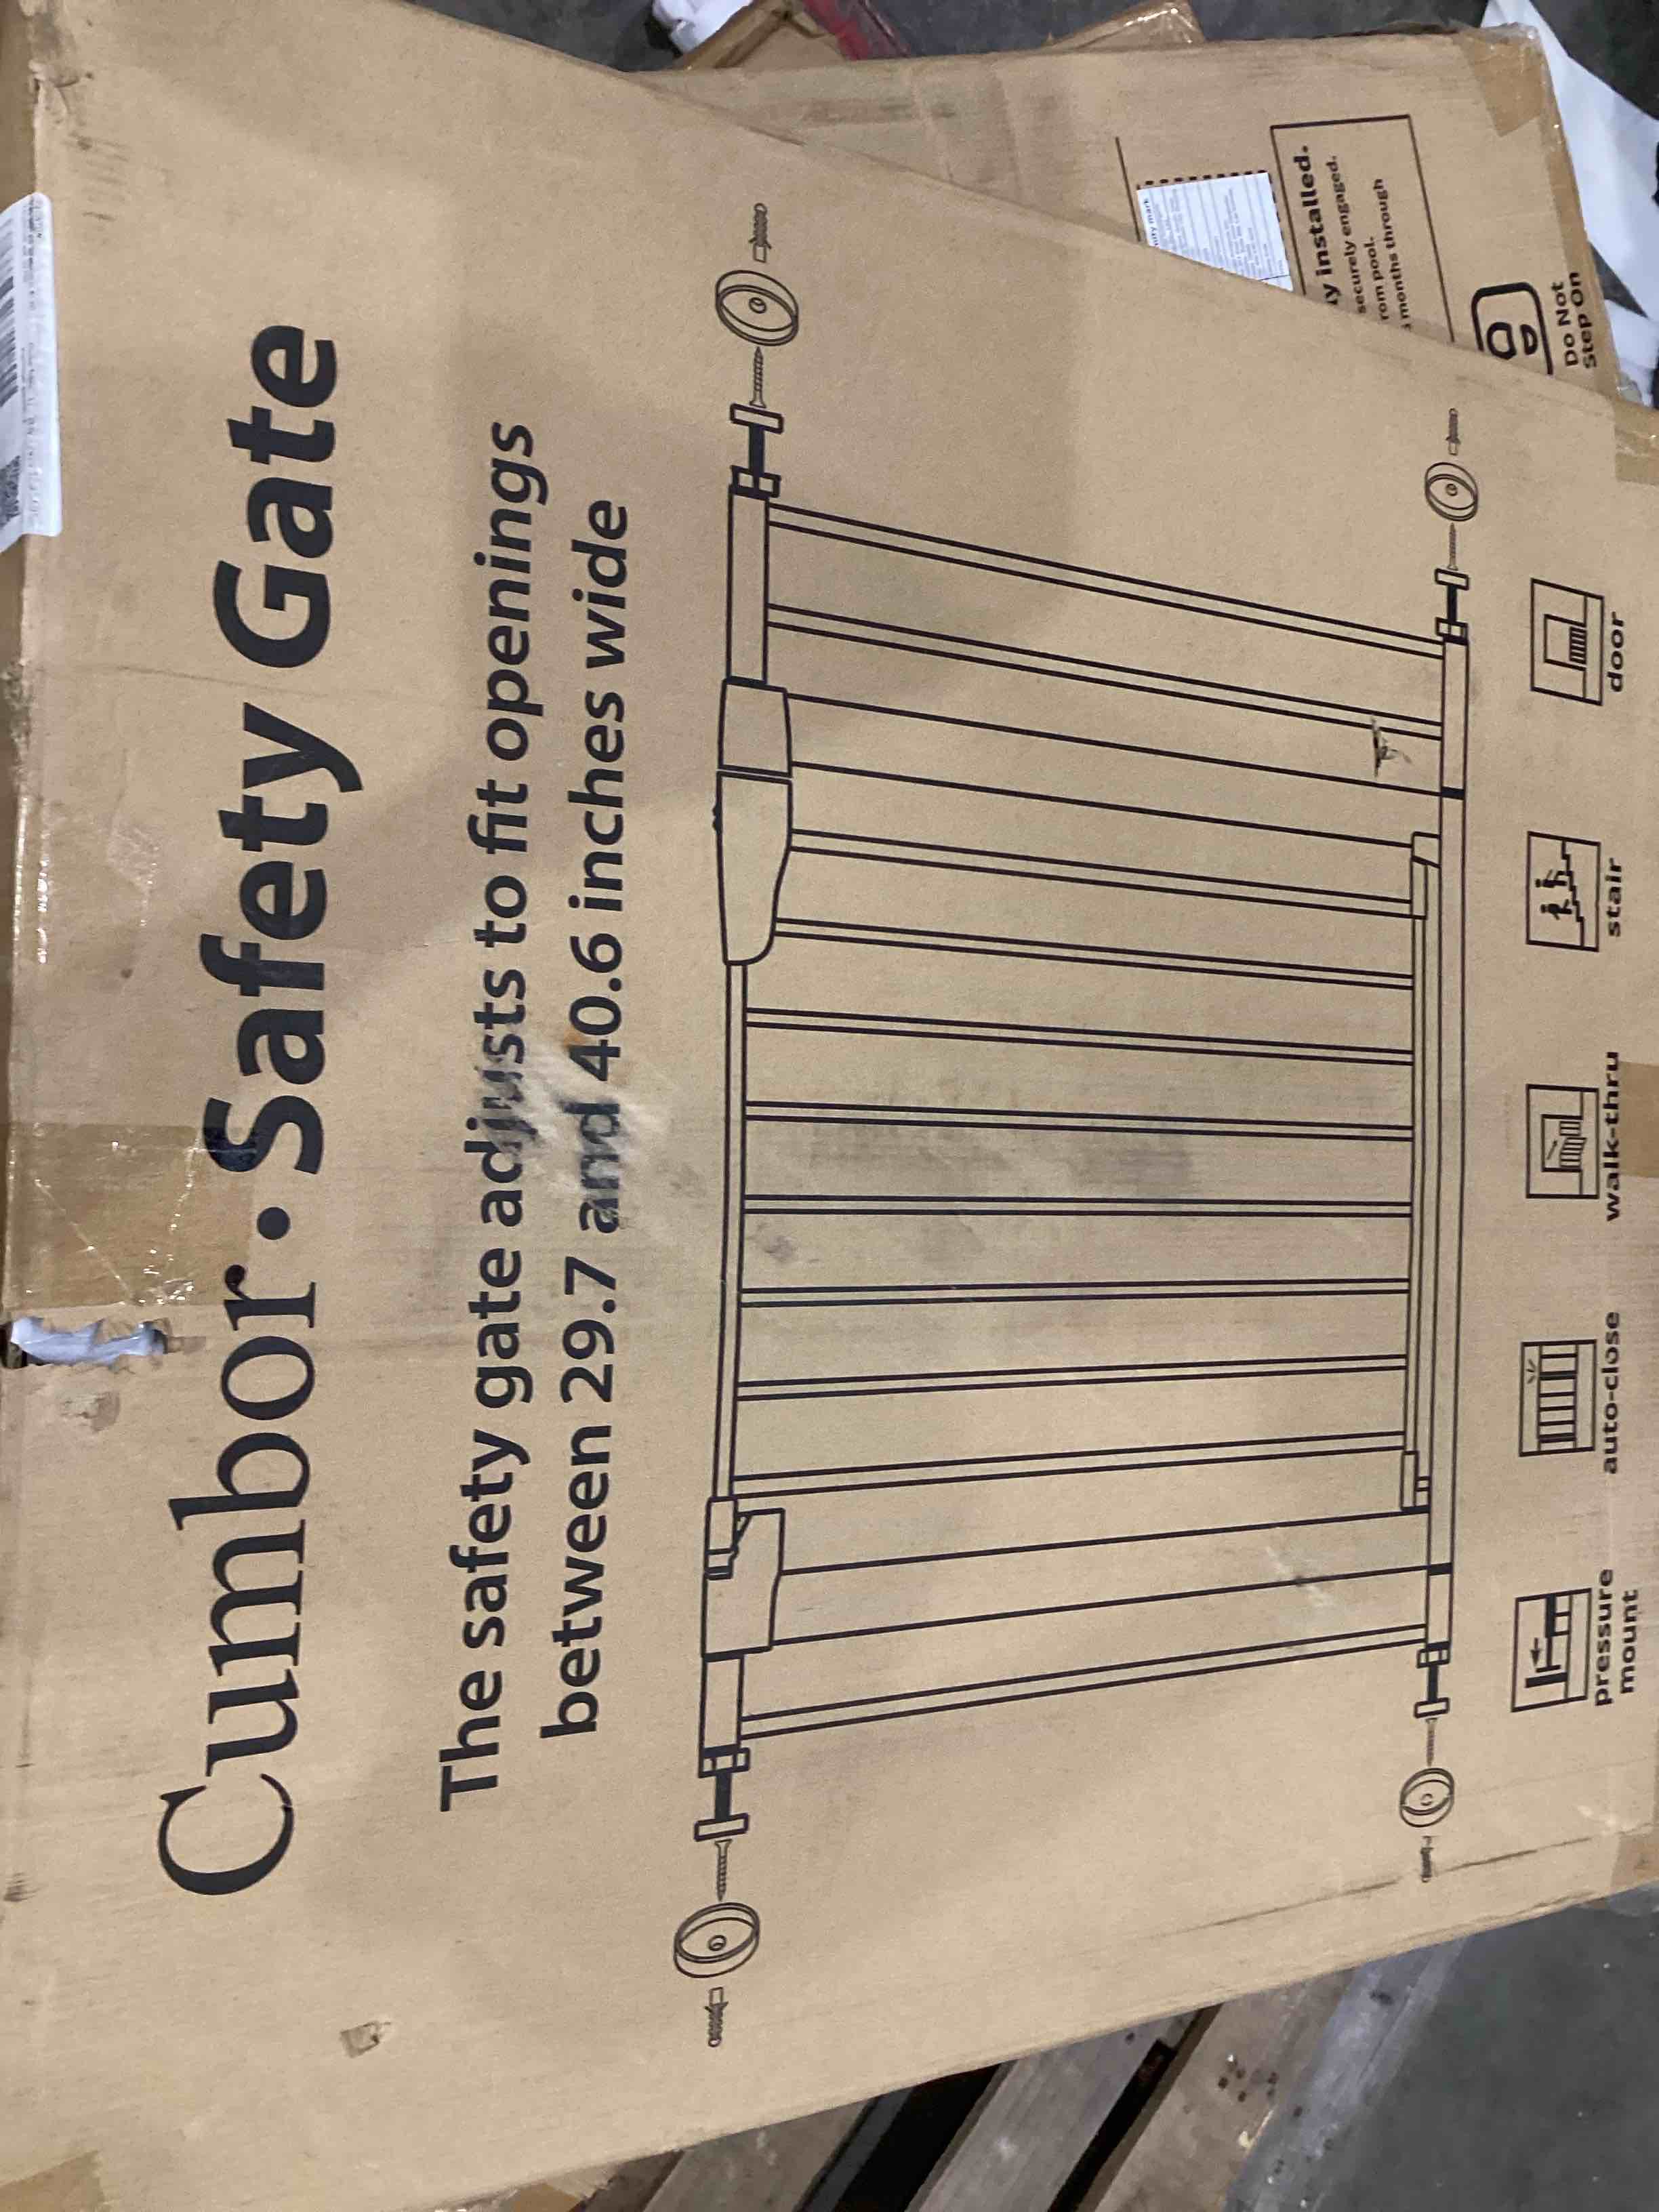 Cumbor · Safety Gate
The safety gate adjusts to fit openings
between 29.7 and 40.6 inches wide
pressure
mount
auto-close
walk-thru
stair
door
y installed.
securely engaged.
rom pool.
months through
Do Not
Step On